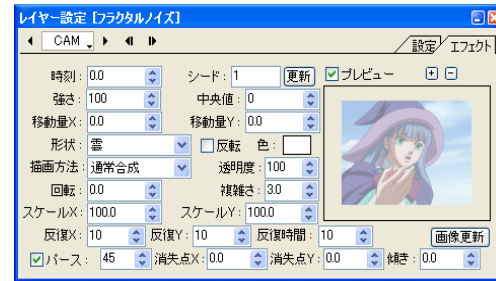 レイヤー設定 [フラクタルノイズ]
CAM 設定 エフェクト
時刻: 0.0 シード: 1 更新 プレビュー
強さ: 100 中央値: 0
移動量X: 0.0 移動量Y: 0.0
形状: 雲 反転 色:
描画方法: 通常合成 透明度: 100
回転: 0.0 複雑さ: 3.0
スケールX: 100.0 スケールY: 100.0
反復X: 10 反復Y: 10 反復時間: 10 画像更新
パース: 45 消失点X: 0.0 消失点Y: 0.0 傾き: 0.0